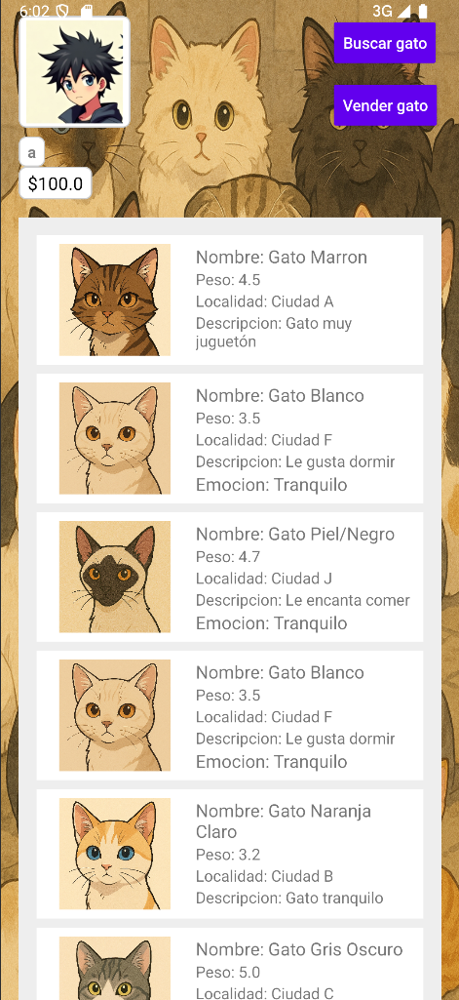 6:02
3G
Buscar gato
Vender gato
a
$100.0
Nombre: Gato Marron
Peso: 4.5
Localidad: Ciudad A
Descripcion: Gato muy
juguetón
Nombre: Gato Blanco
Peso: 3.5
Localidad: Ciudad F
Descripcion: Le gusta dormir
Emocion: Tranquilo
Nombre: Gato Piel/Negro
Peso: 4.7
Localidad: Ciudad J
Descripcion: Le encanta comer
Emocion: Tranquilo
Nombre: Gato Blanco
Peso: 3.5
Localidad: Ciudad F
Descripcion: Le gusta dormir
Emocion: Tranquilo
Nombre: Gato Naranja
Claro
Peso: 3.2
Localidad: Ciudad B
Descripcion: Gato tranquilo
Nombre: Gato Gris Oscuro
Peso: 5.0
Localidad: Ciudad C